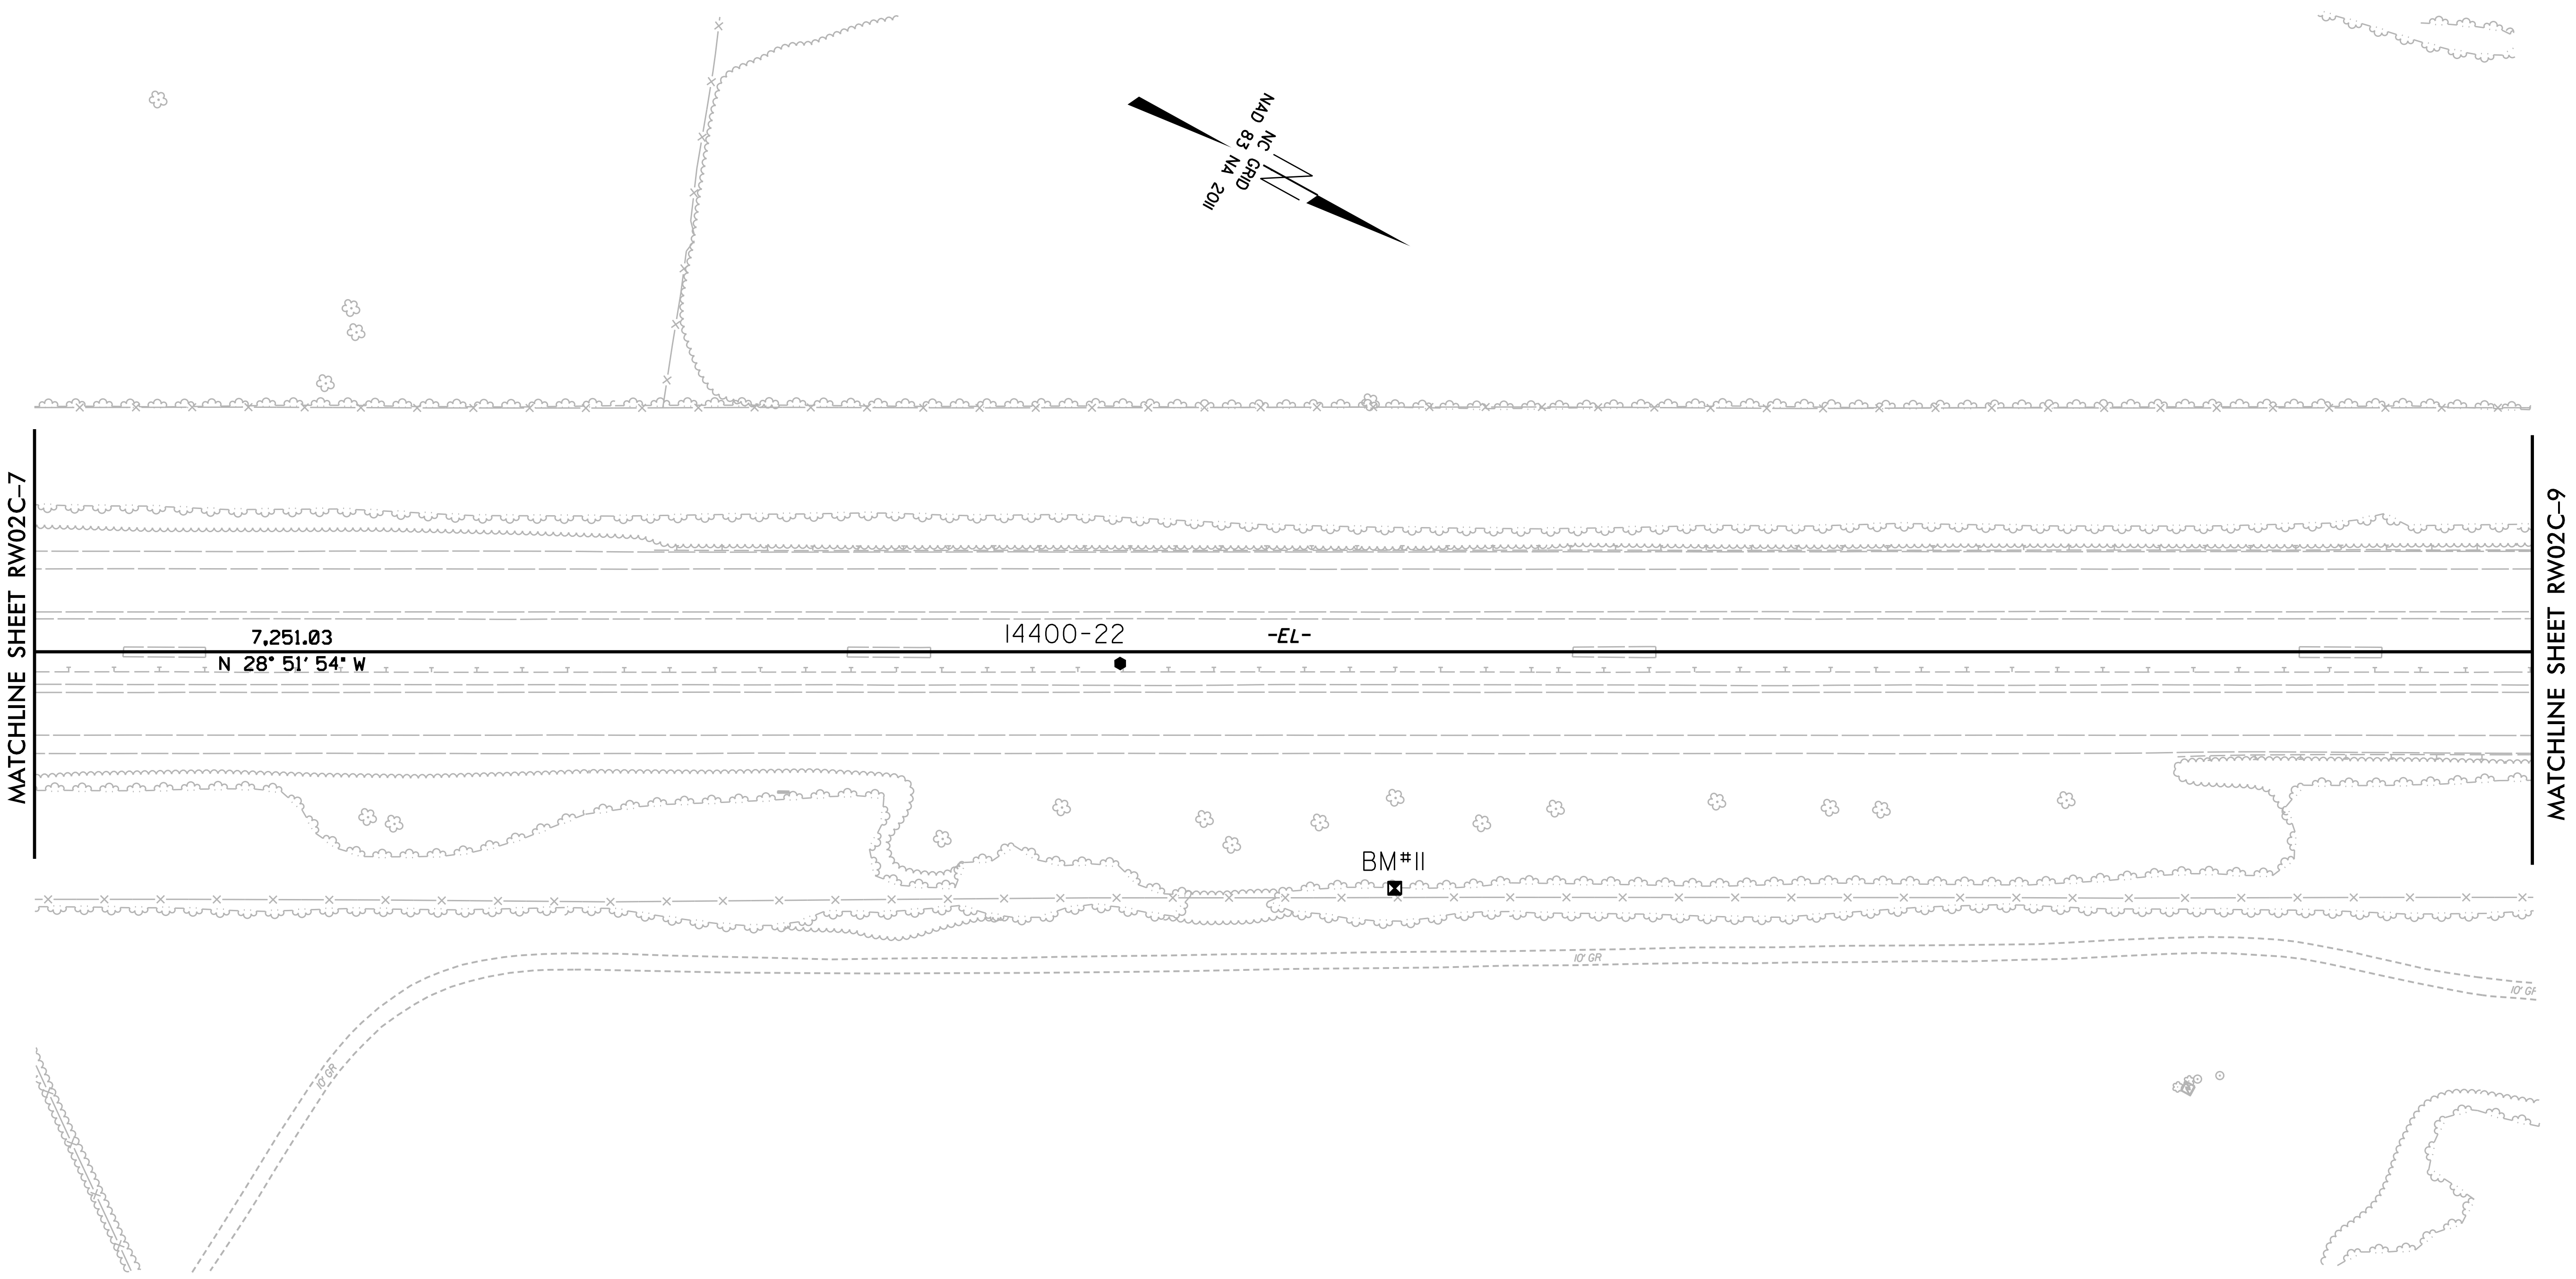 NC GRID
NAD 83 NA 2011
N
MATCHLINE SHEET RW02C-7
MATCHLINE SHEET RW02C-9
7,251.03
N 28° 51' 54" W
14400-22
-EL-
BM#11
10' GR
10' GR
10' GR